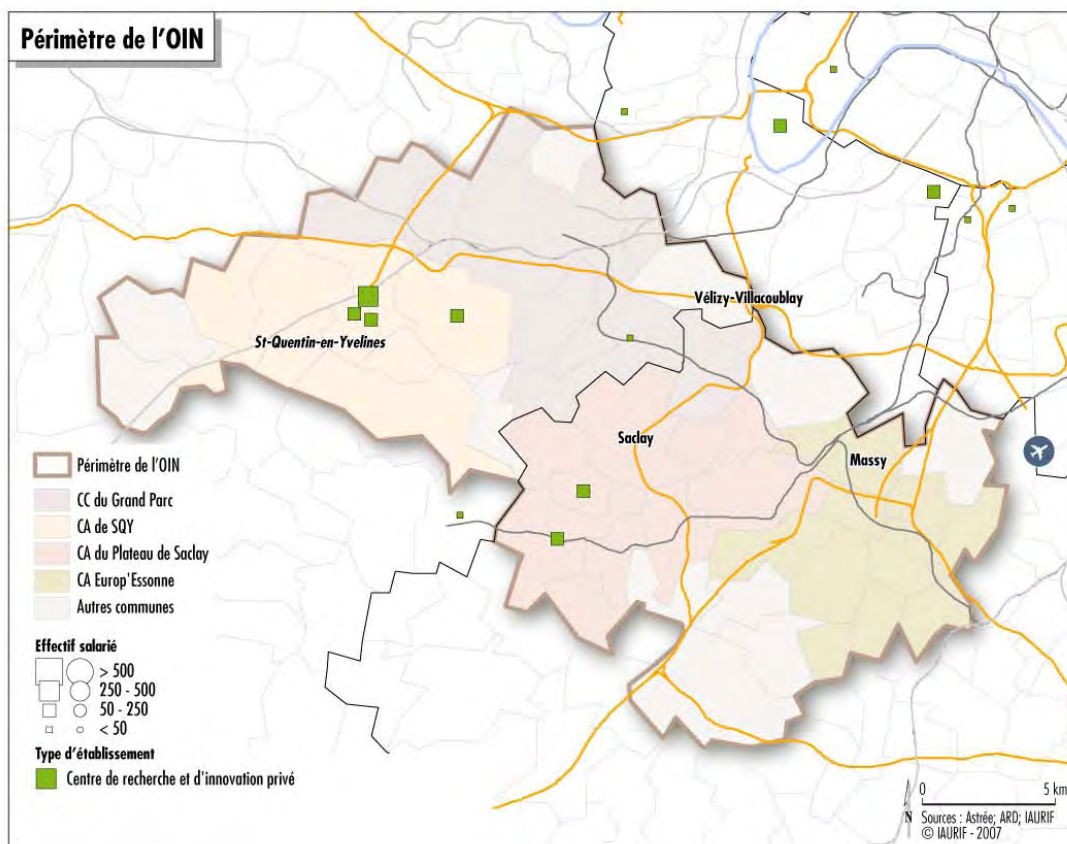 Périmètre de l'OIN
Vélizy-Villacoublay
St-Quentin-en-Yvelines
Saclay
Massy
Périmètre de l'OIN
CC du Grand Parc
CA de SQY
CA du Plateau de Saclay
CA Europ'Essonne
Autres communes
Effectif salarié
> 500
250 - 500
50 - 250
< 50
Type d'établissement
Centre de recherche et d'innovation privé
0 5 km
N
Sources : Astrée; ARD; IAURIF
© IAURIF - 2007